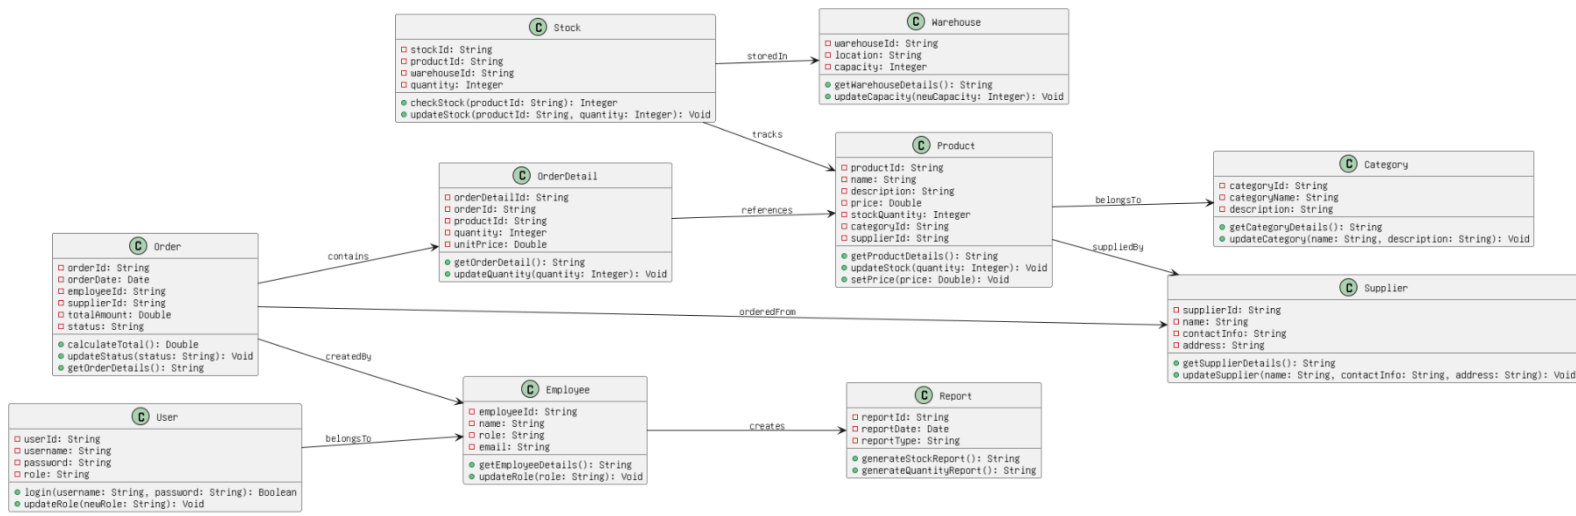 C Stock
stockId: String
productId: String
warehouseId: String
quantity: Integer
checkStock(productId: String): Integer
updateStock(productId: String, quantity: Integer): Void
storedIn
C Warehouse
warehouseId: String
location: String
capacity: Integer
getWarehouseDetails(): String
updateCapacity(newCapacity: Integer): Void
tracks
C OrderDetail
orderDetailId: String
orderId: String
productId: String
quantity: Integer
unitPrice: Double
getOrderDetail(): String
updateQuantity(quantity: Integer): Void
references
C Product
productId: String
name: String
description: String
price: Double
stockQuantity: Integer
categoryId: String
supplierId: String
getProductDetails(): String
updateStock(quantity: Integer): Void
setPrice(price: Double): Void
belongsTo
C Category
categoryId: String
categoryName: String
description: String
getCategoryDetails(): String
updateCategory(name: String, description: String): Void
suppliedBy
C Order
orderId: String
orderDate: Date
employeeId: String
supplierId: String
totalAmount: Double
status: String
calculateTotal(): Double
updateStatus(status: String): Void
getOrderDetails(): String
contains
orderedFrom
createdBy
C Supplier
supplierId: String
name: String
contactInfo: String
address: String
getSupplierDetails(): String
updateSupplier(name: String, contactInfo: String, address: String): Void
C User
userId: String
username: String
password: String
role: String
login(username: String, password: String): Boolean
updateRole(newRole: String): Void
belongsTo
C Employee
employeeId: String
name: String
role: String
email: String
getEmployeeDetails(): String
updateRole(role: String): Void
creates
C Report
reportId: String
reportDate: Date
reportType: String
generateStockReport(): String
generateQuantityReport(): String